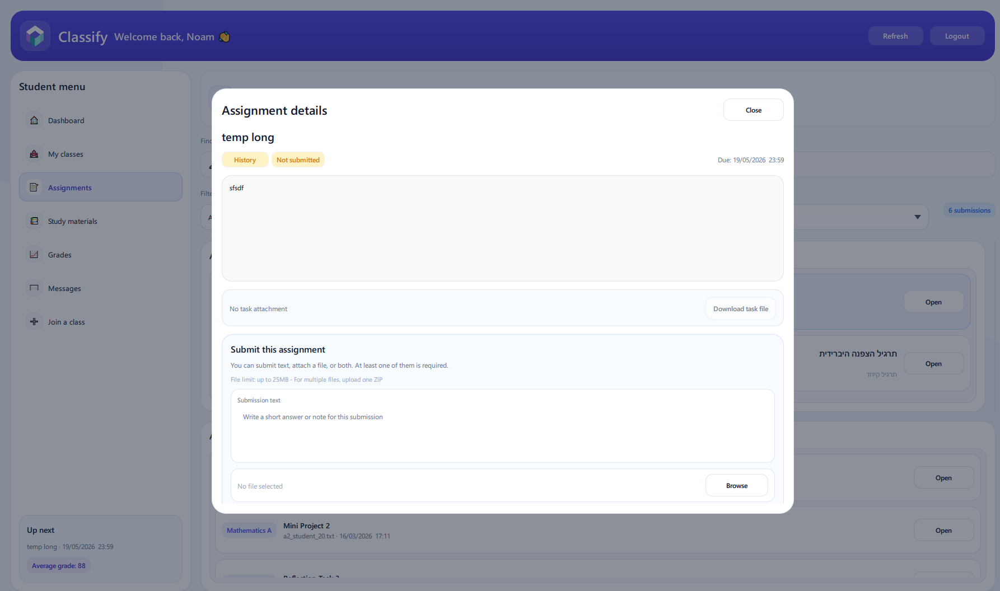 Classify Welcome back, Noam 👋
Refresh
Logout
Student menu
Dashboard
My classes
Assignments
Study materials
Grades
Messages
Join a class
Up next
temp long · 19/05/2026 23:59
Average grade: 88
6 submissions
Open
תרגיל הצפנה היברידית
תרגיל קידוד
Open
Open
Mathematics A
Mini Project 2
a2_student_20.txt · 16/03/2026 17:11
Open
Assignment details
Close
temp long
History
Not submitted
Due: 19/05/2026 23:59
sfsdf
No task attachment
Download task file
Submit this assignment
You can submit text, attach a file, or both. At least one of them is required.
File limit: up to 25MB - For multiple files, upload one ZIP
Submission text
Write a short answer or note for this submission
No file selected
Browse